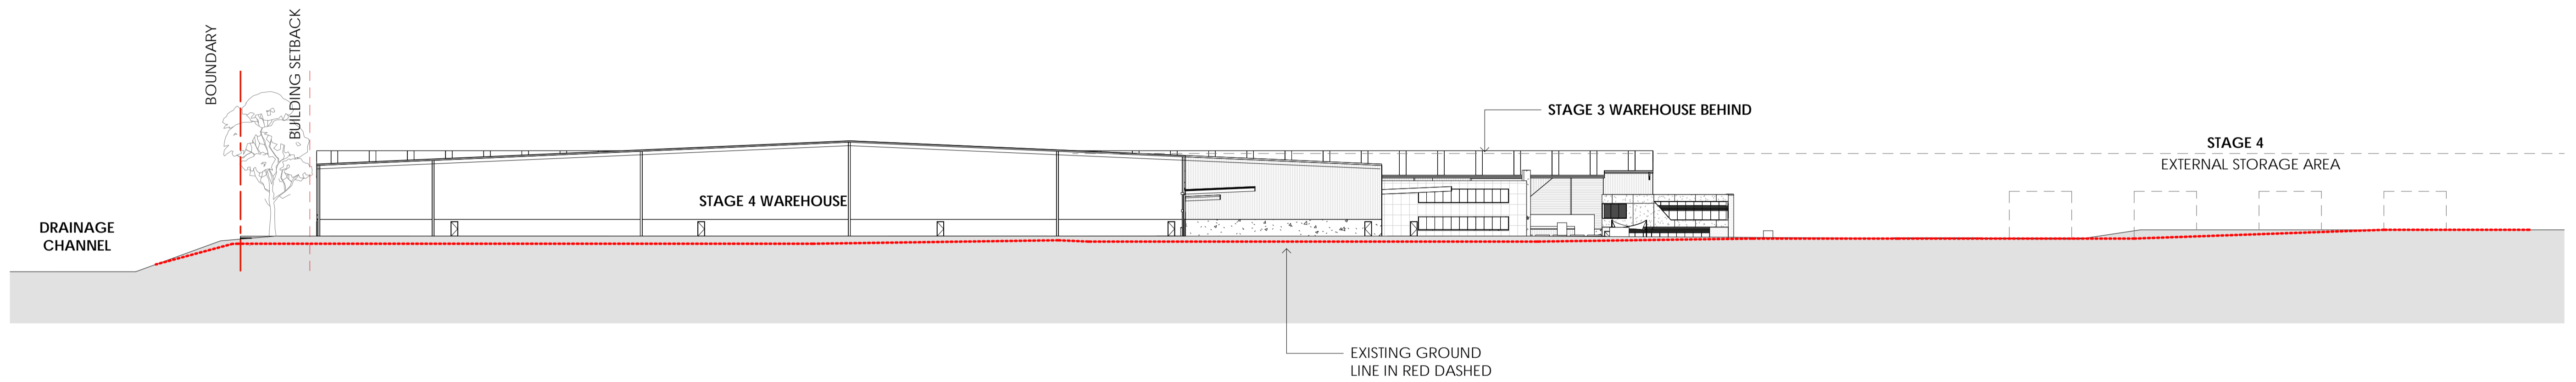 BOUNDARY
BUILDING SETBACK
STAGE 3 WAREHOUSE BEHIND
STAGE 4
EXTERNAL STORAGE AREA
STAGE 4 WAREHOUSE
DRAINAGE
CHANNEL
EXISTING GROUND
LINE IN RED DASHED